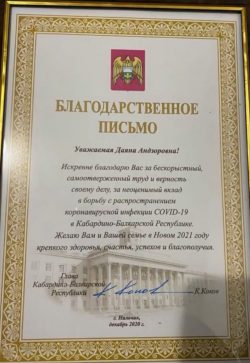 БЛАГОДАРСТВЕННОЕ
ПИСЬМО
Уважаемая Даяна Андзоровна!
Искренне благодарю Вас за бескорыстный,
самоотверженный труд и верность
своему делу, за неоценимый вклад
в борьбу с распространением
коронавирусной инфекции COVID-19
в Кабардино-Балкарской Республике.
Желаю Вам и Вашей семье в Новом 2021 году
крепкого здоровья, счастья, успехов и благополучия.
Глава
Кабардино-Балкарской
Республики
К.Коков
г. Нальчик,
декабрь 2020 г.